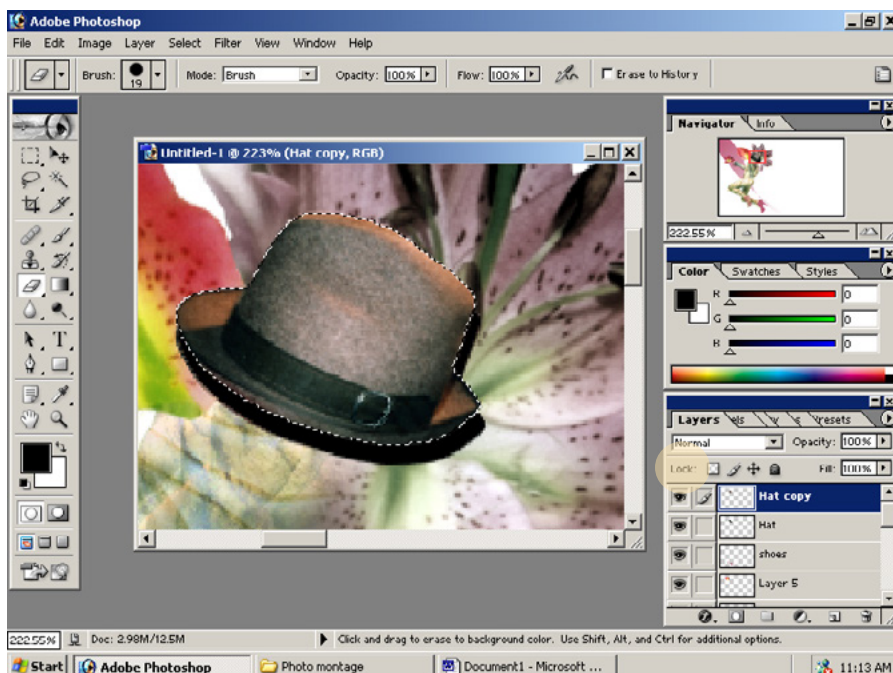 Adobe Photoshop
File Edit Image Layer Select Filter View Window Help
Brush: 19 Mode: Brush Opacity: 100% Flow: 100% Erase to History
Untitled-1 @ 223% (Hat copy, RGB)
Navigator Info
222.55%
Color Swatches Styles
R 0
G 0
B 0
Layers els resets
Normal Opacity: 100%
Lock: Fill: 100%
Hat copy
Hat
shoes
Layer 5
T
222.55% Doc: 2.98M/12.5M Click and drag to erase to background color. Use Shift, Alt, and Ctrl for additional options.
Start Adobe Photoshop Photo montage Document1 - Microsoft ... 11:13 AM